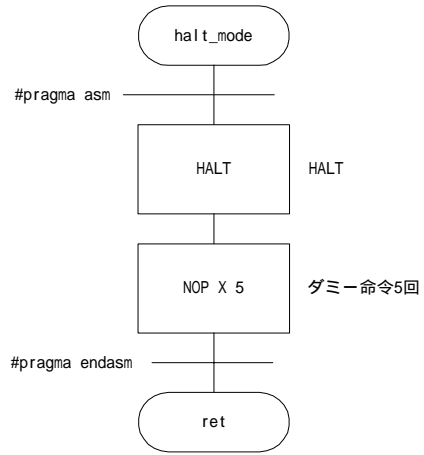 halt_mode
#pragma asm
HALT
HALT
NOP X 5
ダミー命令5回
#pragma endasm
ret